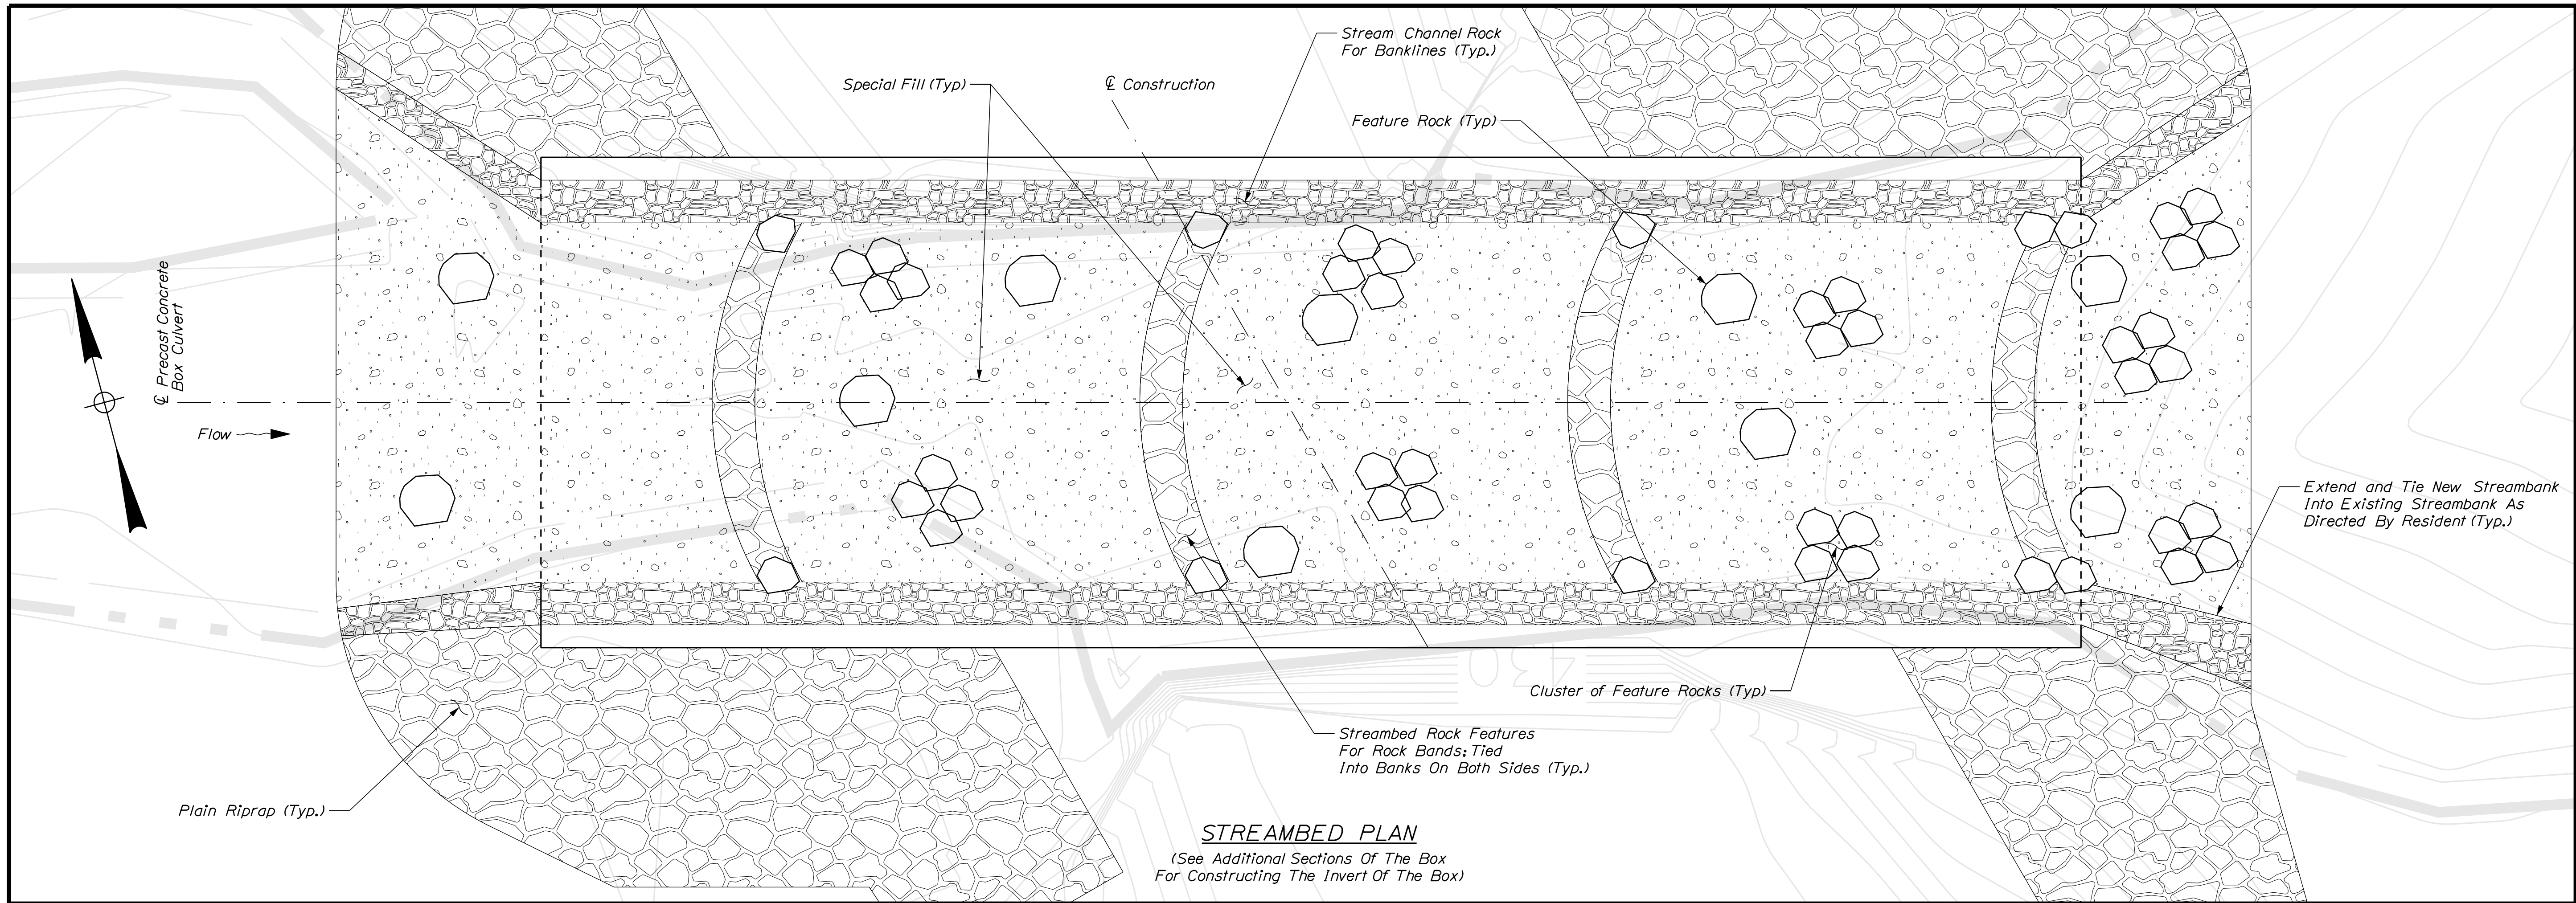 Stream Channel Rock
For Banklines (Typ.)
Special Fill (Typ)
℄ Construction
Feature Rock (Typ)
℄ Precast Concrete
Box Culvert
Flow
Extend and Tie New Streambank
Into Existing Streambank As
Directed By Resident (Typ.)
430
Cluster of Feature Rocks (Typ)
Streambed Rock Features
For Rock Bands; Tied
Into Banks On Both Sides (Typ.)
Plain Riprap (Typ.)
STREAMBED PLAN
(See Additional Sections Of The Box
For Constructing The Invert Of The Box)